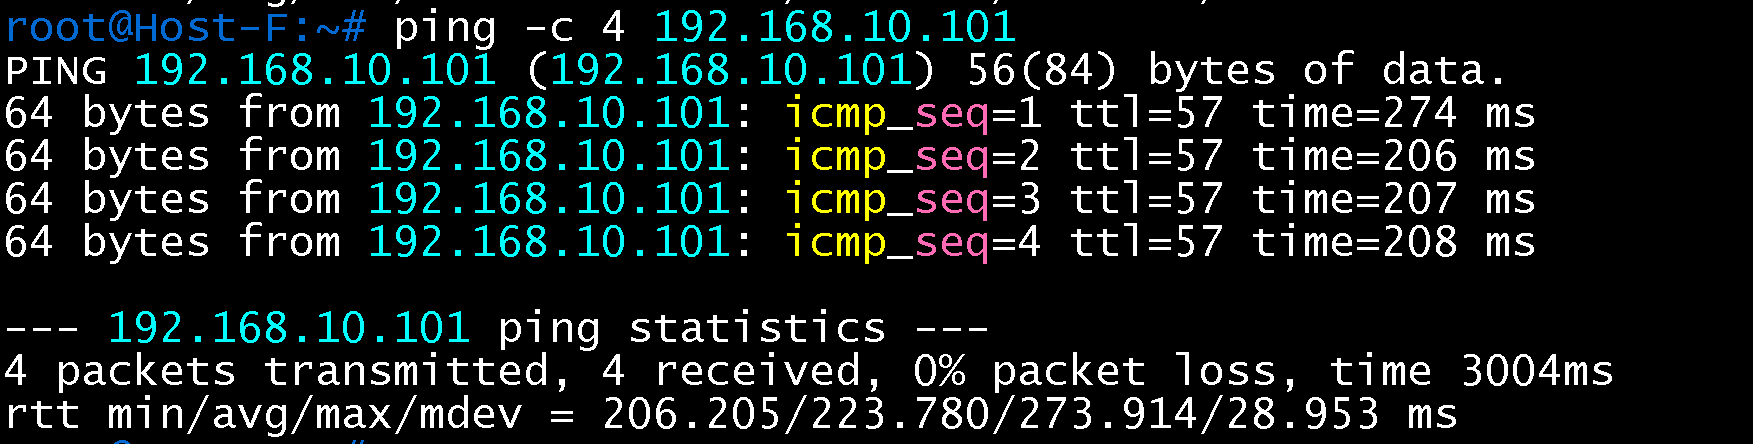 root@Host-F:~# ping -c 4 192.168.10.101
PING 192.168.10.101 (192.168.10.101) 56(84) bytes of data.
64 bytes from 192.168.10.101: icmp_seq=1 ttl=57 time=274 ms
64 bytes from 192.168.10.101: icmp_seq=2 ttl=57 time=206 ms
64 bytes from 192.168.10.101: icmp_seq=3 ttl=57 time=207 ms
64 bytes from 192.168.10.101: icmp_seq=4 ttl=57 time=208 ms
--- 192.168.10.101 ping statistics ---
4 packets transmitted, 4 received, 0% packet loss, time 3004ms
rtt min/avg/max/mdev = 206.205/223.780/273.914/28.953 ms